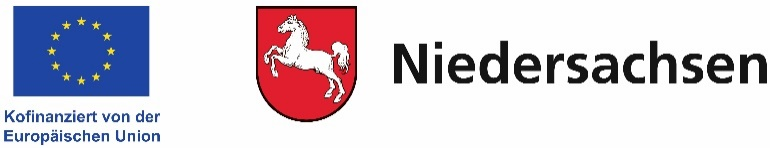 Kofinanziert von der
Europäischen Union
Niedersachsen